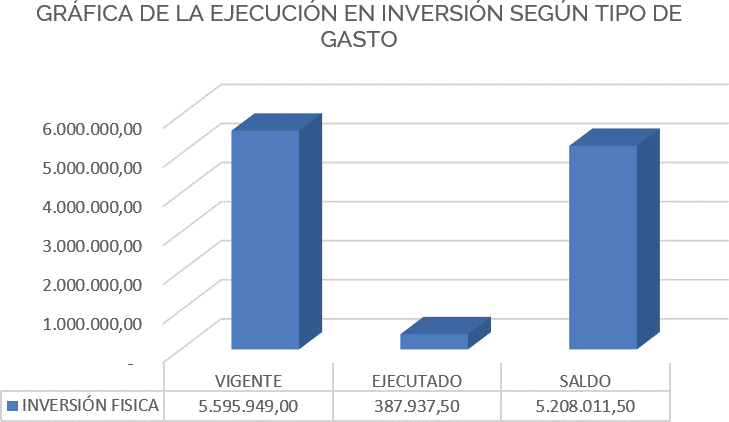 GRÁFICA DE LA EJECUCIÓN EN INVERSIÓN SEGÚN TIPO DE
GASTO
6.000.000,00
5.000.000,00
4.000.000,00
3.000.000,00
2.000.000,00
1.000.000,00
-
VIGENTE EJECUTADO SALDO
INVERSIÓN FISICA 5.595.949,00 387.937,50 5.208.011,50